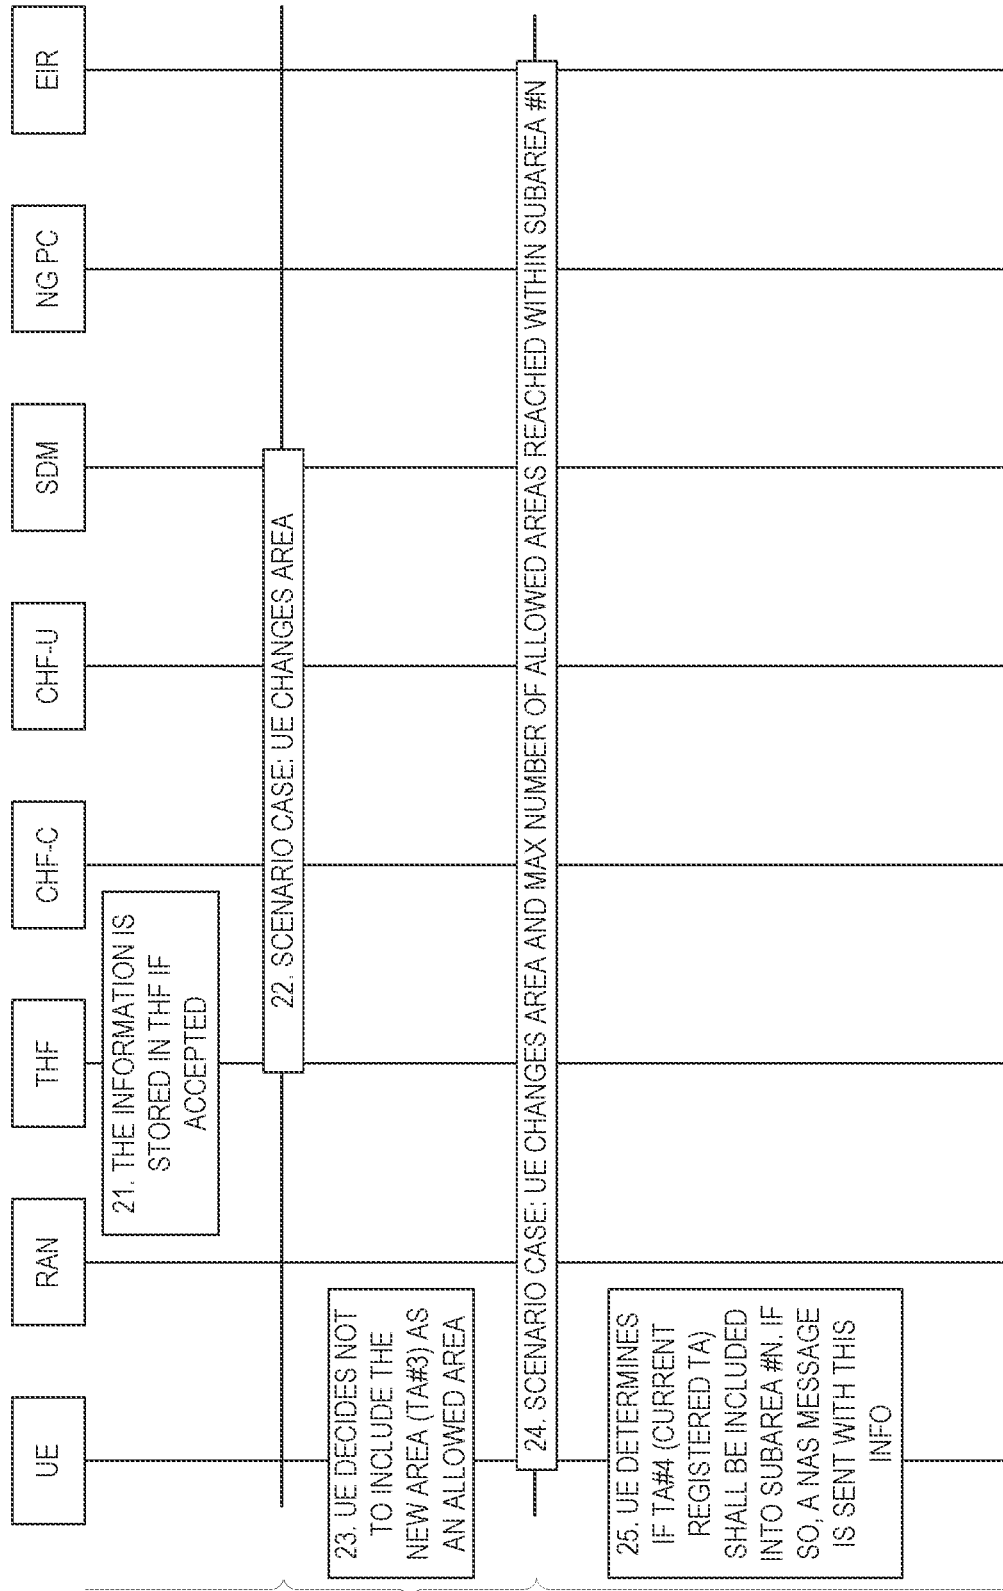 UE
RAN
THF
CHF-C
CHF-U
SDM
NG PC
EIR
21. THE INFORMATION IS
STORED IN THF IF
ACCEPTED
22. SCENARIO CASE: UE CHANGES AREA
23. UE DECIDES NOT
TO INCLUDE THE
NEW AREA (TA#3) AS
AN ALLOWED AREA
24. SCENARIO CASE: UE CHANGES AREA AND MAX NUMBER OF ALLOWED AREAS REACHED WITHIN SUBAREA #N
25. UE DETERMINES
IF TA#4 (CURRENT
REGISTERED TA)
SHALL BE INCLUDED
INTO SUBAREA #N. IF
SO, A NAS MESSAGE
IS SENT WITH THIS
INFO